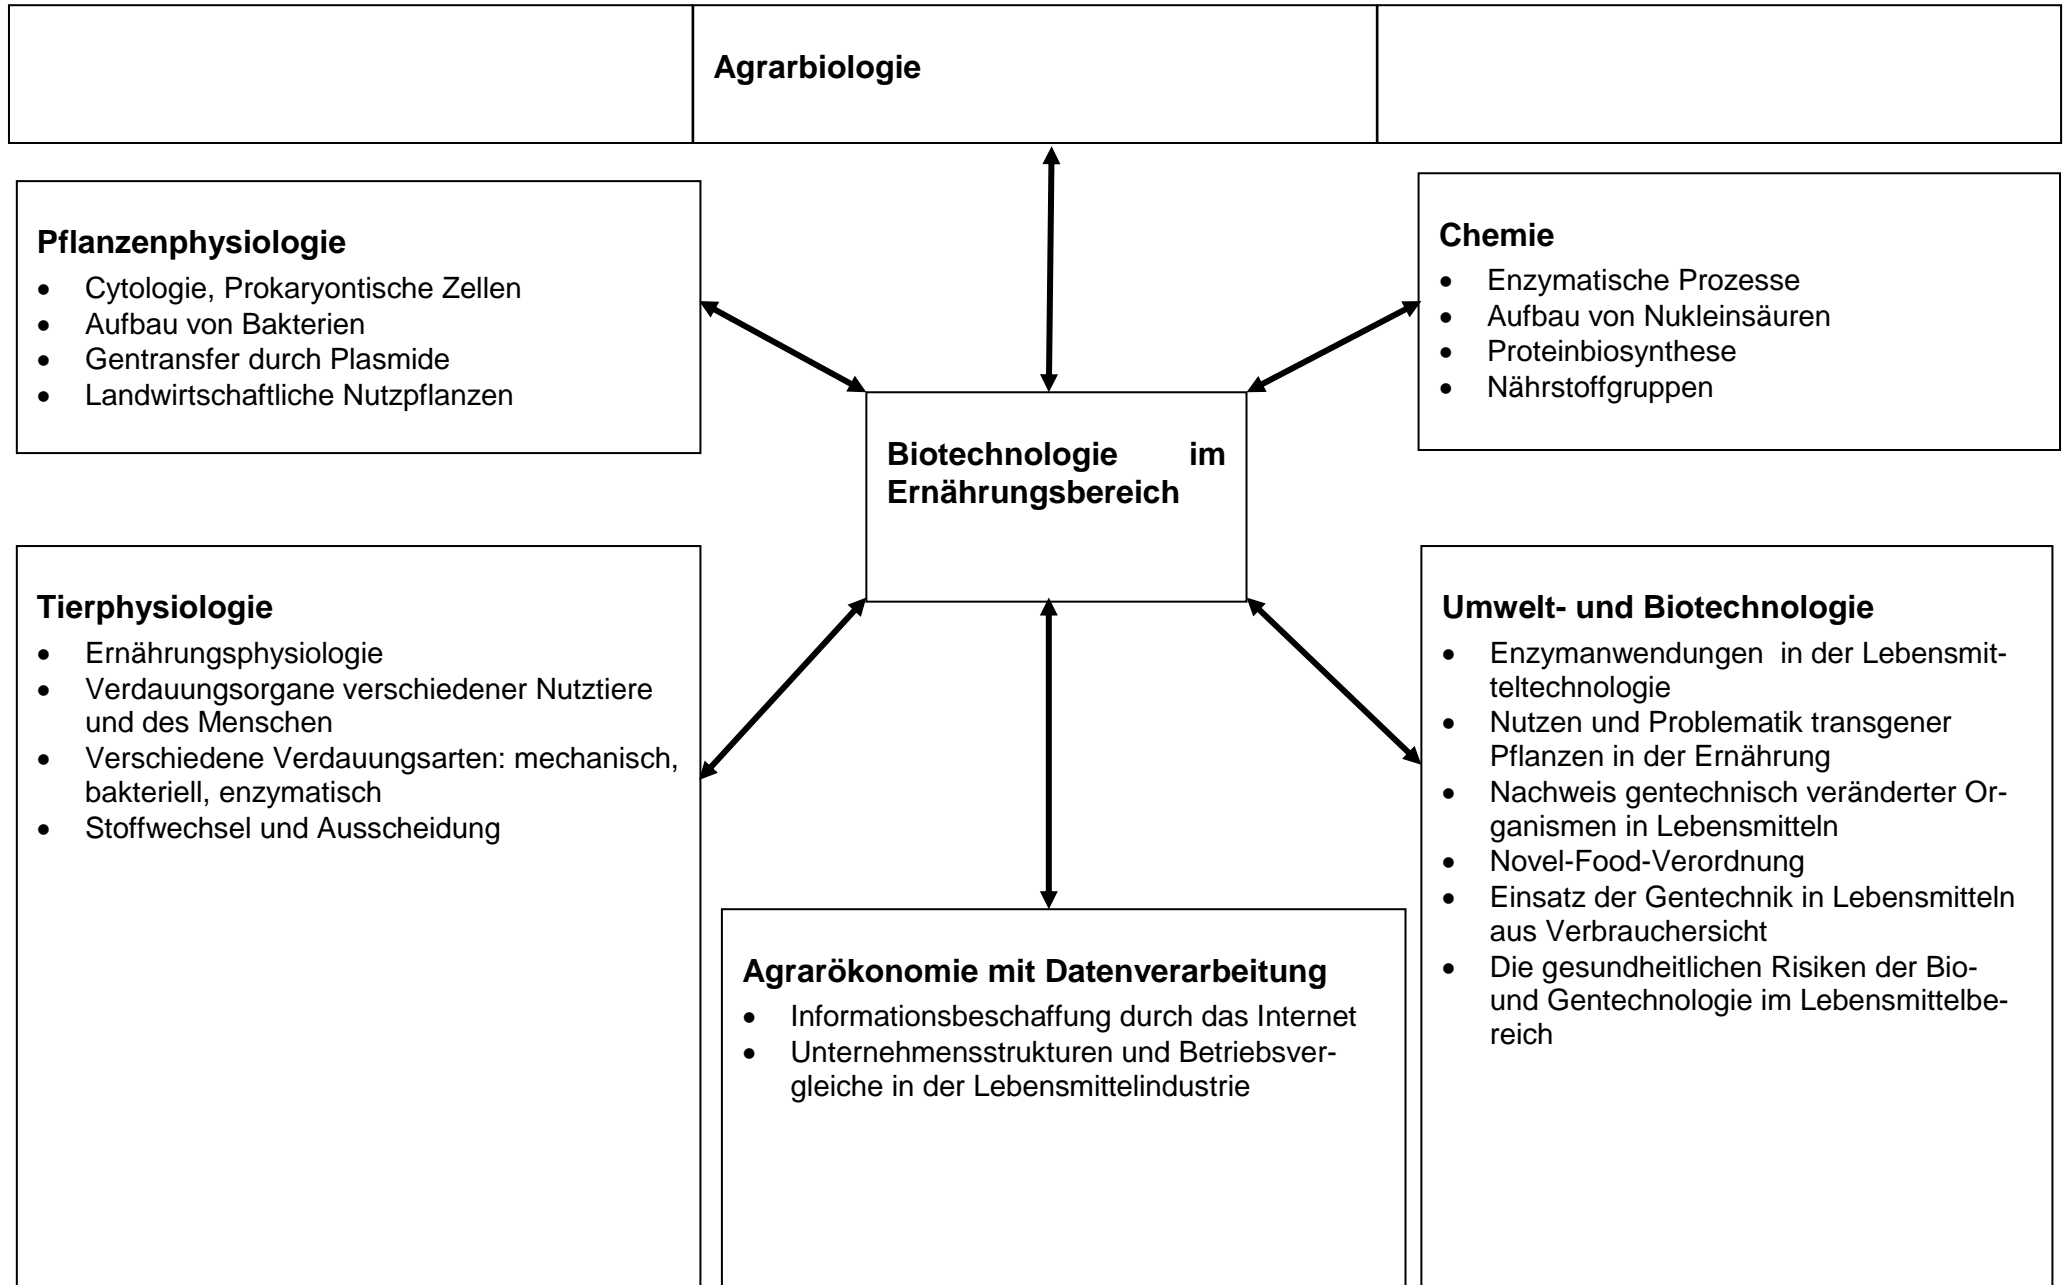 Agrarbiologie
Pflanzenphysiologie
• Cytologie, Prokaryontische Zellen
• Aufbau von Bakterien
• Gentransfer durch Plasmide
• Landwirtschaftliche Nutzpflanzen
Chemie
• Enzymatische Prozesse
• Aufbau von Nukleinsäuren
• Proteinbiosynthese
• Nährstoffgruppen
Biotechnologie im
Ernährungsbereich
Tierphysiologie
• Ernährungsphysiologie
• Verdauungsorgane verschiedener Nutztiere
und des Menschen
• Verschiedene Verdauungsarten: mechanisch,
bakteriell, enzymatisch
• Stoffwechsel und Ausscheidung
Umwelt- und Biotechnologie
• Enzymanwendungen in der Lebensmit-
teltechnologie
• Nutzen und Problematik transgener
Pflanzen in der Ernährung
• Nachweis gentechnisch veränderter Or-
ganismen in Lebensmitteln
• Novel-Food-Verordnung
• Einsatz der Gentechnik in Lebensmitteln
aus Verbrauchersicht
• Die gesundheitlichen Risiken der Bio-
und Gentechnologie im Lebensmittelbe-
reich
Agrarökonomie mit Datenverarbeitung
• Informationsbeschaffung durch das Internet
• Unternehmensstrukturen und Betriebsver-
gleiche in der Lebensmittelindustrie